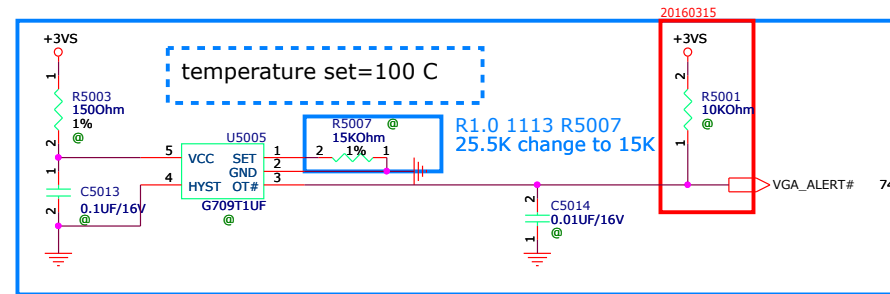 20160315
+3VS
+3VS
temperature set=100 C
1
R5003
150Ohm
1%
@
2
2
R5001
10KOhm
@
1
R5007
@
15KOhm
2
1%
1
R1.0 1113 R5007
25.5K change to 15K
U5005
5
VCC
SET
1
GND
2
4
HYST
OT#
3
G709T1UF
@
1
C5013
0.1UF/16V
2
@
2
C5014
0.01UF/16V
1
@
VGA_ALERT#
74